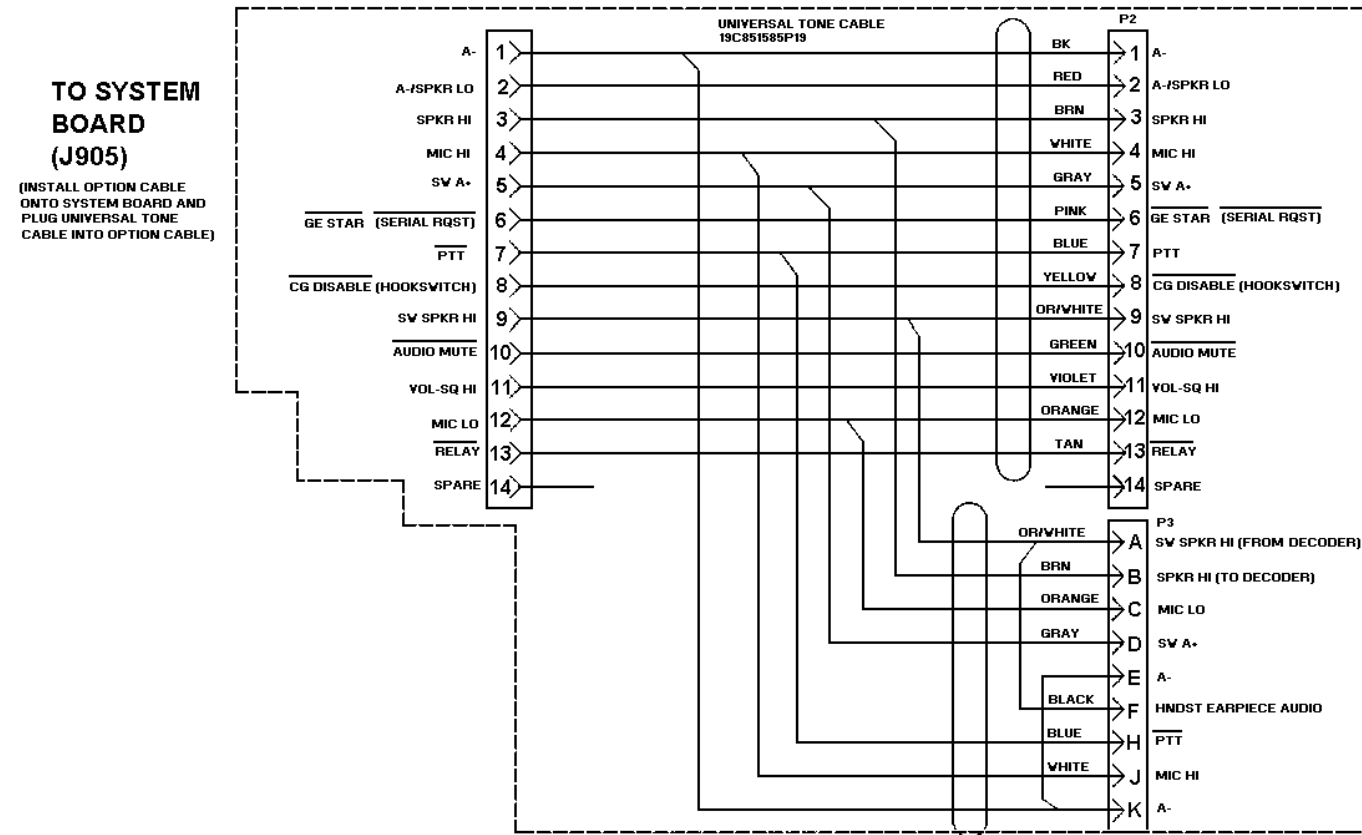 UNIVERSAL TONE CABLE
19C851585P19
P2
TO SYSTEM
BOARD
(J905)
(INSTALL OPTION CABLE
ONTO SYSTEM BOARD AND
PLUG UNIVERSAL TONE
CABLE INTO OPTION CABLE)
A- 1 BK 1 A-
A-/SPKR LO 2 RED 2 A-/SPKR LO
SPKR HI 3 BRN 3 SPKR HI
MIC HI 4 WHITE 4 MIC HI
SW A+ 5 GRAY 5 SW A+
GE STAR (SERIAL RQST) 6 PINK 6 GE STAR (SERIAL RQST)
PTT 7 BLUE 7 PTT
CG DISABLE (HOOKSWITCH) 8 YELLOW 8 CG DISABLE (HOOKSWITCH)
SW SPKR HI 9 OR/WHITE 9 SW SPKR HI
AUDIO MUTE 10 GREEN 10 AUDIO MUTE
VOL-SQ HI 11 VIOLET 11 VOL-SQ HI
MIC LO 12 ORANGE 12 MIC LO
RELAY 13 TAN 13 RELAY
SPARE 14 14 SPARE
P3
OR/WHITE A SW SPKR HI (FROM DECODER)
BRN B SPKR HI (TO DECODER)
ORANGE C MIC LO
GRAY D SW A+
E A-
BLACK F HNDST EARPIECE AUDIO
BLUE H PTT
WHITE J MIC HI
K A-